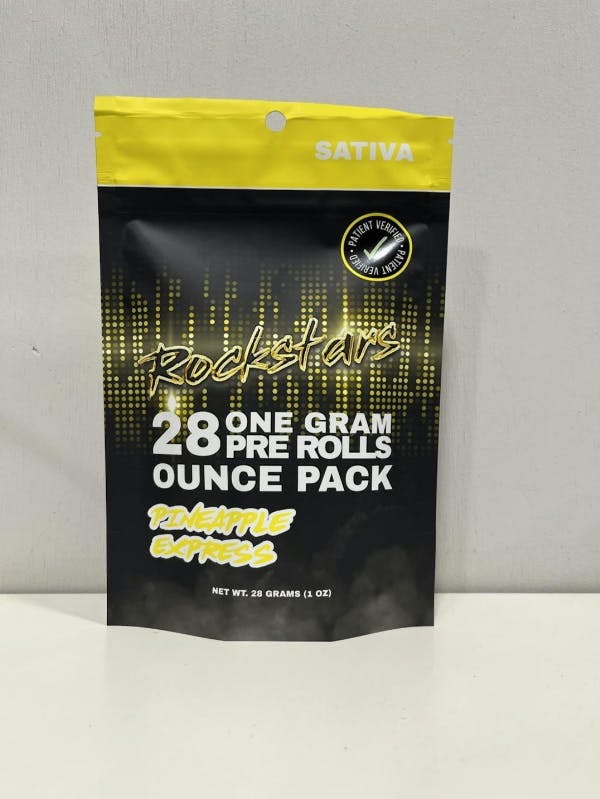 SATIVA
PATIENT VERIFIED • PATIENT VERIFIED •
Rockstars
28 ONE GRAM
PRE ROLLS
OUNCE PACK
PINEAPPLE
EXPRESS
NET WT. 28 GRAMS (1 OZ)